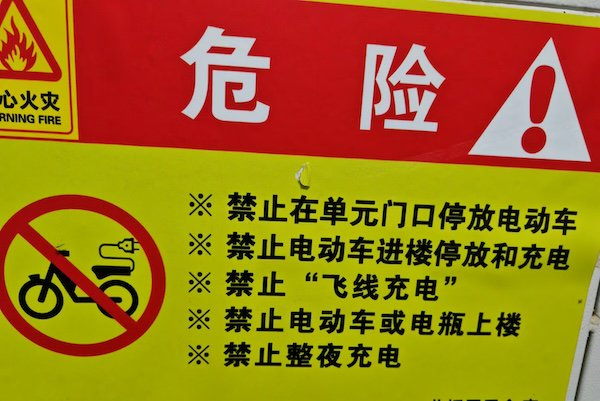 危险
心火灾
RNING FIRE
※ 禁止在单元门口停放电动车
※ 禁止电动车进楼停放和充电
※ 禁止“飞线充电”
※ 禁止电动车或电瓶上楼
※ 禁止整夜充电